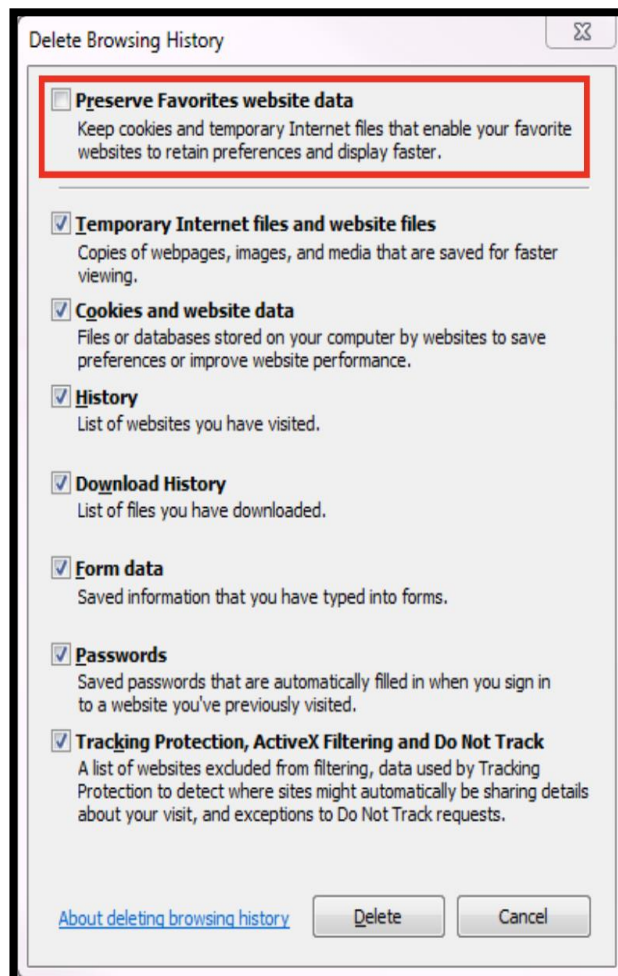 Delete Browsing History
Preserve Favorites website data
Keep cookies and temporary Internet files that enable your favorite
websites to retain preferences and display faster.
Temporary Internet files and website files
Copies of webpages, images, and media that are saved for faster
viewing.
Cookies and website data
Files or databases stored on your computer by websites to save
preferences or improve website performance.
History
List of websites you have visited.
Download History
List of files you have downloaded.
Form data
Saved information that you have typed into forms.
Passwords
Saved passwords that are automatically filled in when you sign in
to a website you've previously visited.
Tracking Protection, ActiveX Filtering and Do Not Track
A list of websites excluded from filtering, data used by Tracking
Protection to detect where sites might automatically be sharing details
about your visit, and exceptions to Do Not Track requests.
About deleting browsing history
Delete
Cancel